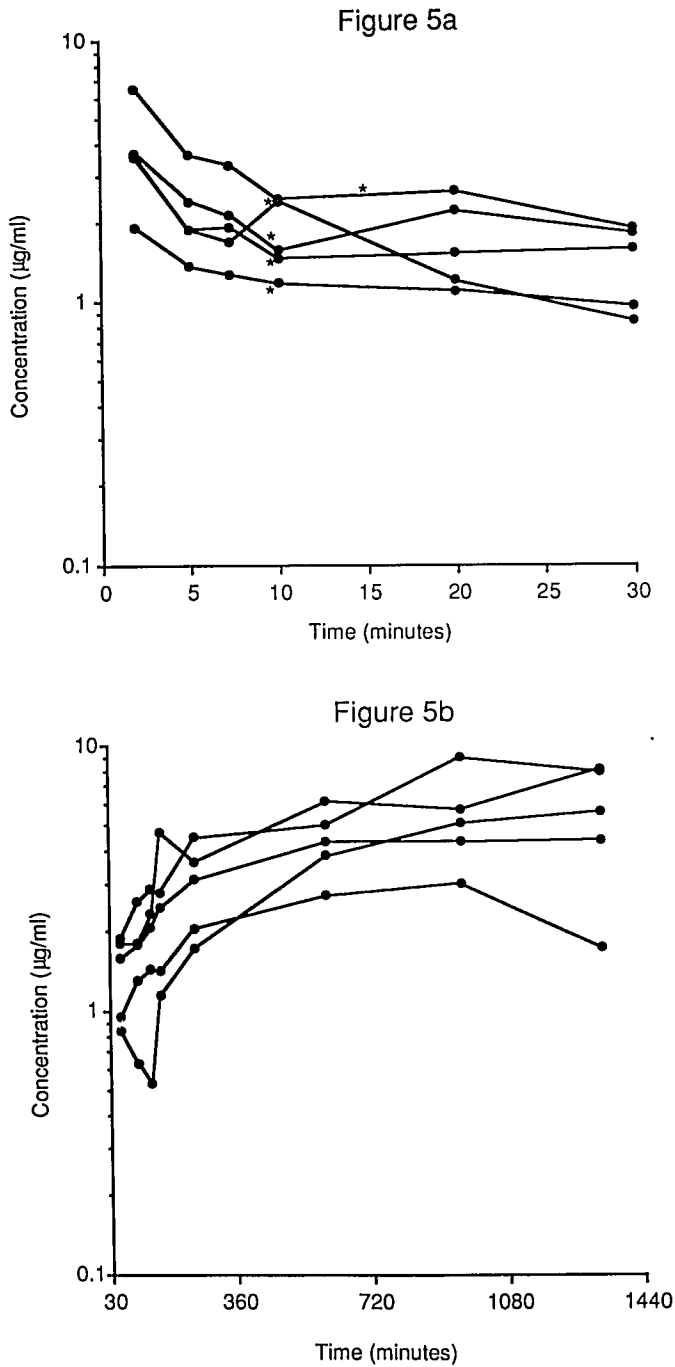 Figure 5a
10
1
0.1
Concentration (µg/ml)
*
*
*
*
*
0 5 10 15 20 25 30
Time (minutes)
Figure 5b
10
1
0.1
Concentration (µg/ml)
30 360 720 1080 1440
Time (minutes)